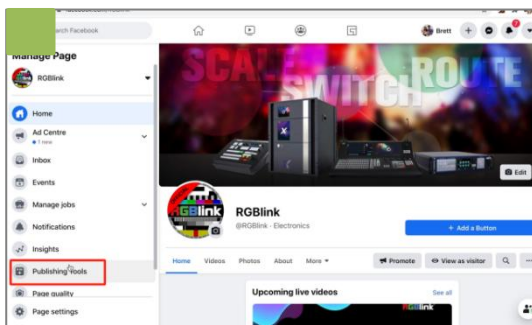 Search Facebook
Brett
Manage Page
RGBlink
Home
Ad Centre
1 new
Inbox
Events
Manage jobs
Notifications
Insights
Publishing Tools
Page quality
Page settings
SCALE
SWITCH
ROUTE
Edit
RGBlink
RGBlink
@RGBlink · Electronics
+ Add a Button
Home Videos Photos About More
Promote View as visitor
Upcoming live videos
See all
RGBlink